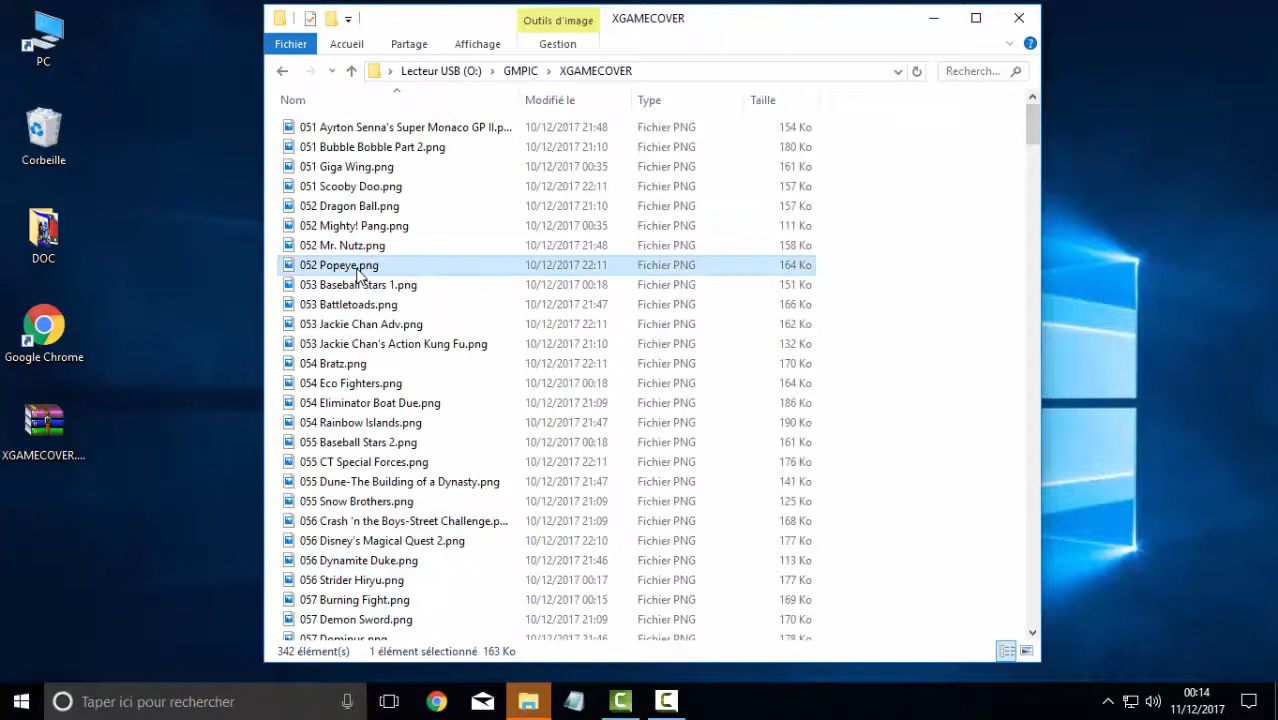 PC
Corbeille
DOC
Google Chrome
XGAMECOVER....
Outils d'image
XGAMECOVER
Fichier
Accueil
Partage
Affichage
Gestion
Lecteur USB (O:) > GMPIC > XGAMECOVER
Recherch...
Nom Modifié le Type Taille
051 Ayrton Senna's Super Monaco GP II.p... 10/12/2017 21:48 Fichier PNG 154 Ko
051 Bubble Bobble Part 2.png 10/12/2017 21:10 Fichier PNG 180 Ko
051 Giga Wing.png 10/12/2017 00:35 Fichier PNG 161 Ko
051 Scooby Doo.png 10/12/2017 22:11 Fichier PNG 157 Ko
052 Dragon Ball.png 10/12/2017 21:10 Fichier PNG 157 Ko
052 Mighty! Pang.png 10/12/2017 00:35 Fichier PNG 111 Ko
052 Mr. Nutz.png 10/12/2017 21:48 Fichier PNG 158 Ko
052 Popeye.png 10/12/2017 22:11 Fichier PNG 164 Ko
053 Baseball Stars 1.png 10/12/2017 00:18 Fichier PNG 151 Ko
053 Battletoads.png 10/12/2017 21:47 Fichier PNG 166 Ko
053 Jackie Chan Adv.png 10/12/2017 22:11 Fichier PNG 162 Ko
053 Jackie Chan's Action Kung Fu.png 10/12/2017 21:10 Fichier PNG 132 Ko
054 Bratz.png 10/12/2017 22:11 Fichier PNG 170 Ko
054 Eco Fighters.png 10/12/2017 00:18 Fichier PNG 164 Ko
054 Eliminator Boat Due.png 10/12/2017 21:09 Fichier PNG 186 Ko
054 Rainbow Islands.png 10/12/2017 21:47 Fichier PNG 190 Ko
055 Baseball Stars 2.png 10/12/2017 00:18 Fichier PNG 161 Ko
055 CT Special Forces.png 10/12/2017 22:11 Fichier PNG 176 Ko
055 Dune-The Building of a Dynasty.png 10/12/2017 21:47 Fichier PNG 141 Ko
055 Snow Brothers.png 10/12/2017 21:09 Fichier PNG 125 Ko
056 Crash 'n the Boys-Street Challenge.p... 10/12/2017 21:09 Fichier PNG 168 Ko
056 Disney's Magical Quest 2.png 10/12/2017 22:10 Fichier PNG 177 Ko
056 Dynamite Duke.png 10/12/2017 21:46 Fichier PNG 113 Ko
056 Strider Hiryu.png 10/12/2017 00:17 Fichier PNG 177 Ko
057 Burning Fight.png 10/12/2017 00:15 Fichier PNG 169 Ko
057 Demon Sword.png 10/12/2017 21:09 Fichier PNG 170 Ko
057 Dominus.png 10/12/2017 21:46 Fichier PNG 178 Ko
342 élément(s) 1 élément sélectionné 163 Ko
Taper ici pour rechercher
00:14
11/12/2017